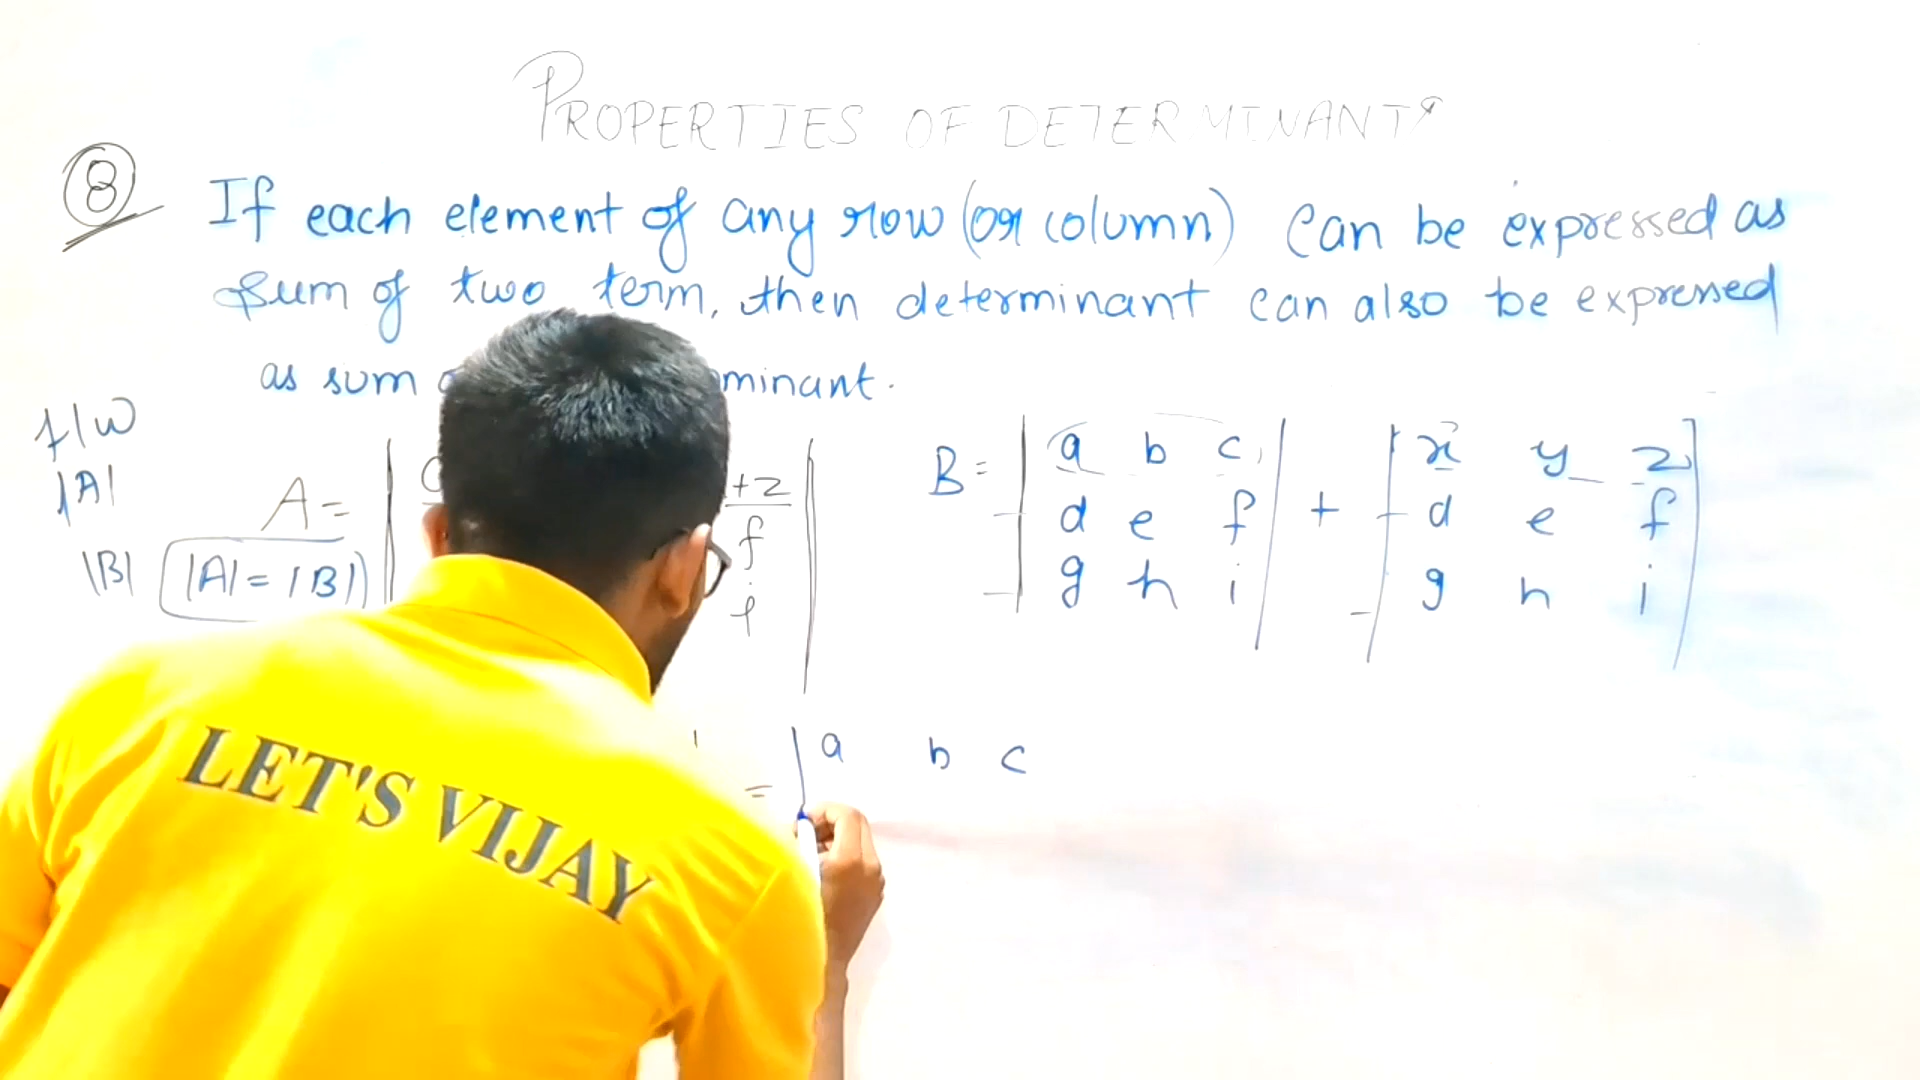 PROPERTIES OF DETERMINANTS
8 If each element of any row (or column) can be expressed as
sum of two term, then determinant can also be expressed
as sum minant.
f/w
|A|
|B|
A =
+z
f
i
|A| = |B|
B = | a b c | + | x y z |
| d e f | | d e f |
| g h i | | g h i |
= | a b c
LET'S VIJAY